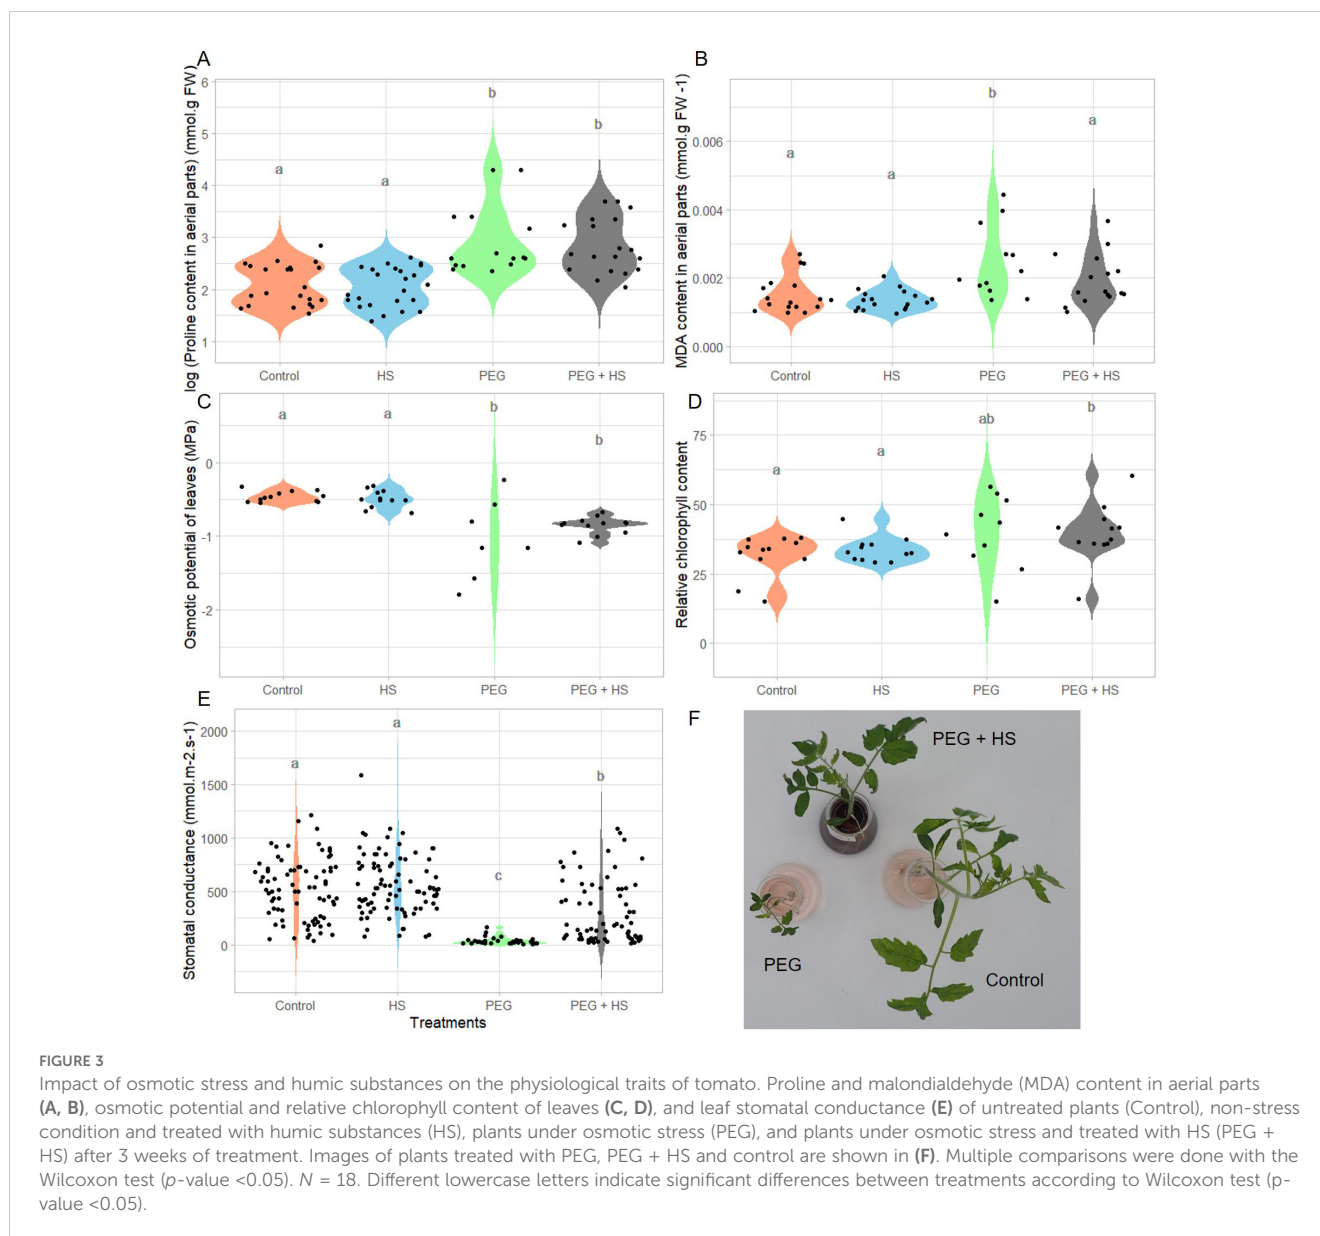 A
log (Proline content in aerial parts) (mmol.g FW)
6
5
4
3
2
1
a
a
b
b
Control
HS
PEG
PEG + HS
B
MDA content in aerial parts (mmol.g FW -1)
0.006
0.004
0.002
0.000
a
a
b
a
Control
HS
PEG
PEG + HS
C
Osmotic potential of leaves (MPa)
0
-1
-2
a
a
b
b
Control
HS
PEG
PEG + HS
D
Relative chlorophyll content
75
50
25
0
a
a
ab
b
Control
HS
PEG
PEG + HS
E
Stomatal conductance (mmol.m-2.s-1)
2000
1500
1000
500
0
a
a
c
b
Control
HS
PEG
PEG + HS
Treatments
F
PEG + HS
PEG
Control
FIGURE 3
Impact of osmotic stress and humic substances on the physiological traits of tomato. Proline and malondialdehyde (MDA) content in aerial parts
(A, B), osmotic potential and relative chlorophyll content of leaves (C, D), and leaf stomatal conductance (E) of untreated plants (Control), non-stress
condition and treated with humic substances (HS), plants under osmotic stress (PEG), and plants under osmotic stress and treated with HS (PEG +
HS) after 3 weeks of treatment. Images of plants treated with PEG, PEG + HS and control are shown in (F). Multiple comparisons were done with the
Wilcoxon test (p-value <0.05). N = 18. Different lowercase letters indicate significant differences between treatments according to Wilcoxon test (p-
value <0.05).